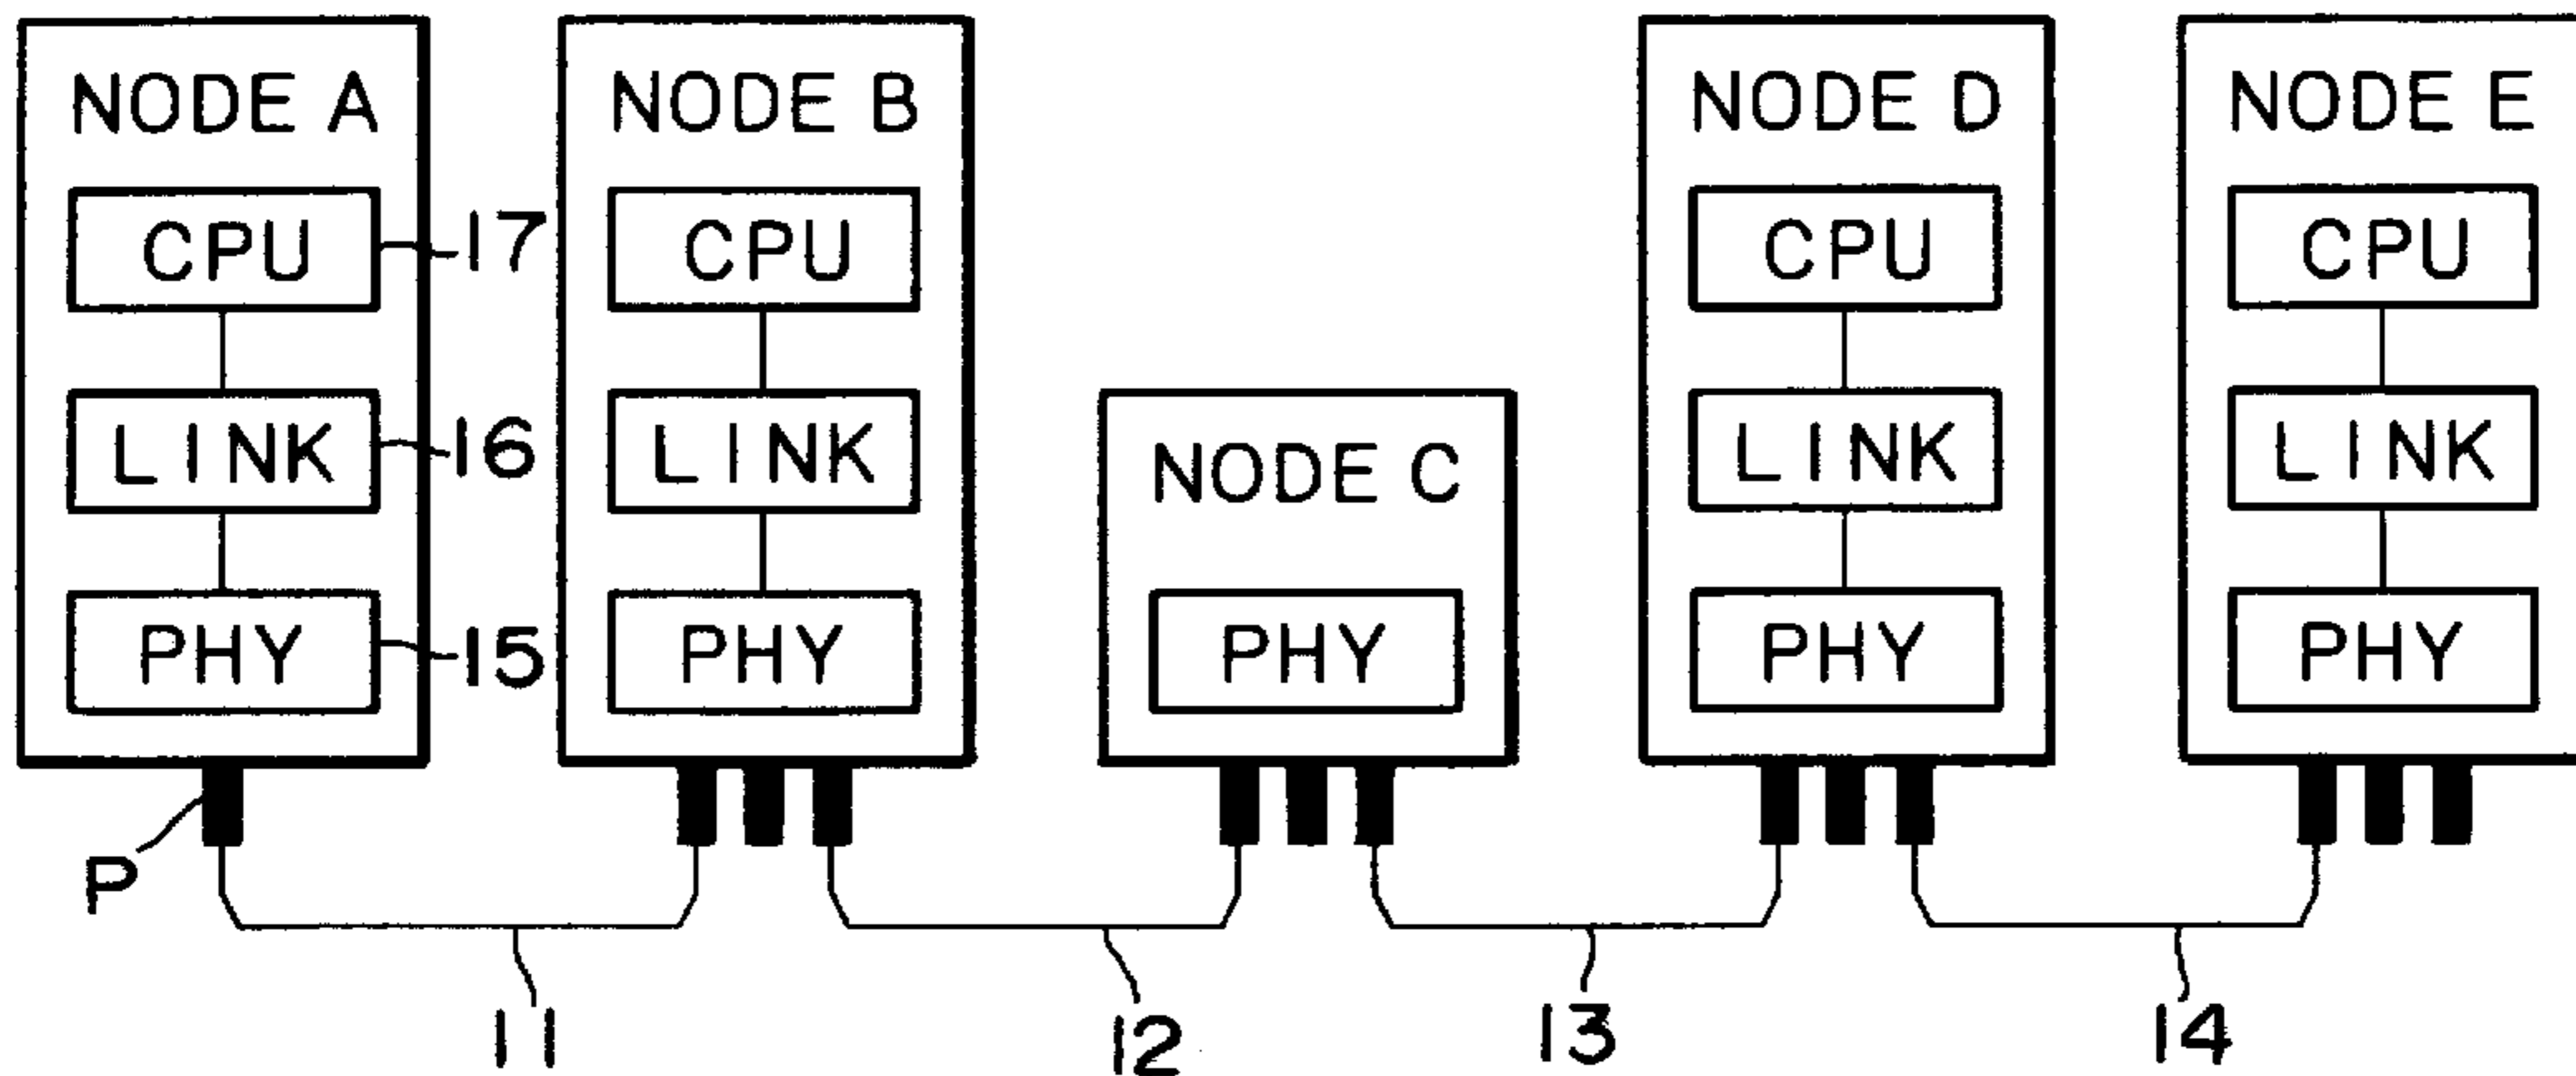 NODE A
NODE B
NODE D
NODE E
CPU
17
CPU
CPU
CPU
LINK
16
LINK
NODE C
LINK
LINK
PHY
15
PHY
PHY
PHY
PHY
P
11
12
13
14